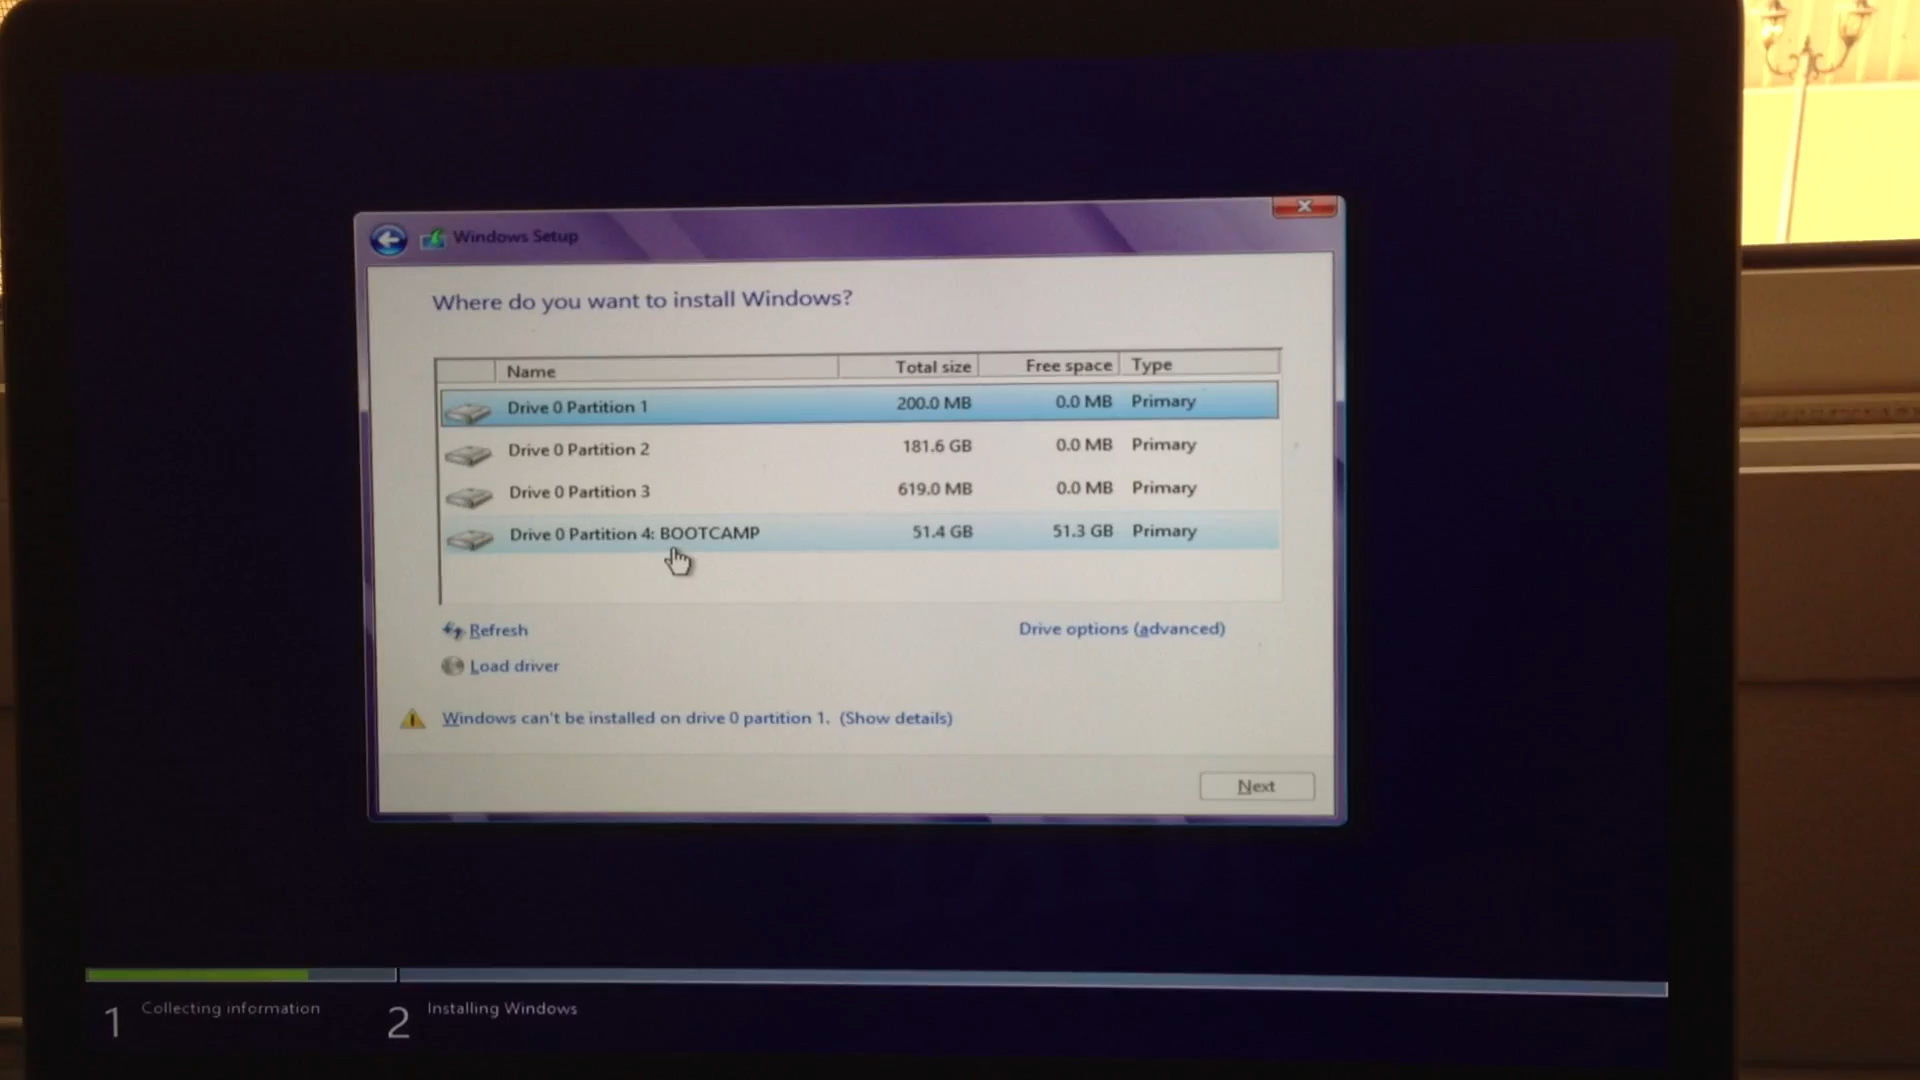 Windows Setup
Where do you want to install Windows?
Name Total size Free space Type
Drive 0 Partition 1 200.0 MB 0.0 MB Primary
Drive 0 Partition 2 181.6 GB 0.0 MB Primary
Drive 0 Partition 3 619.0 MB 0.0 MB Primary
Drive 0 Partition 4: BOOTCAMP 51.4 GB 51.3 GB Primary
Refresh Drive options (advanced)
Load driver
Windows can't be installed on drive 0 partition 1. (Show details)
Next
1 Collecting information 2 Installing Windows